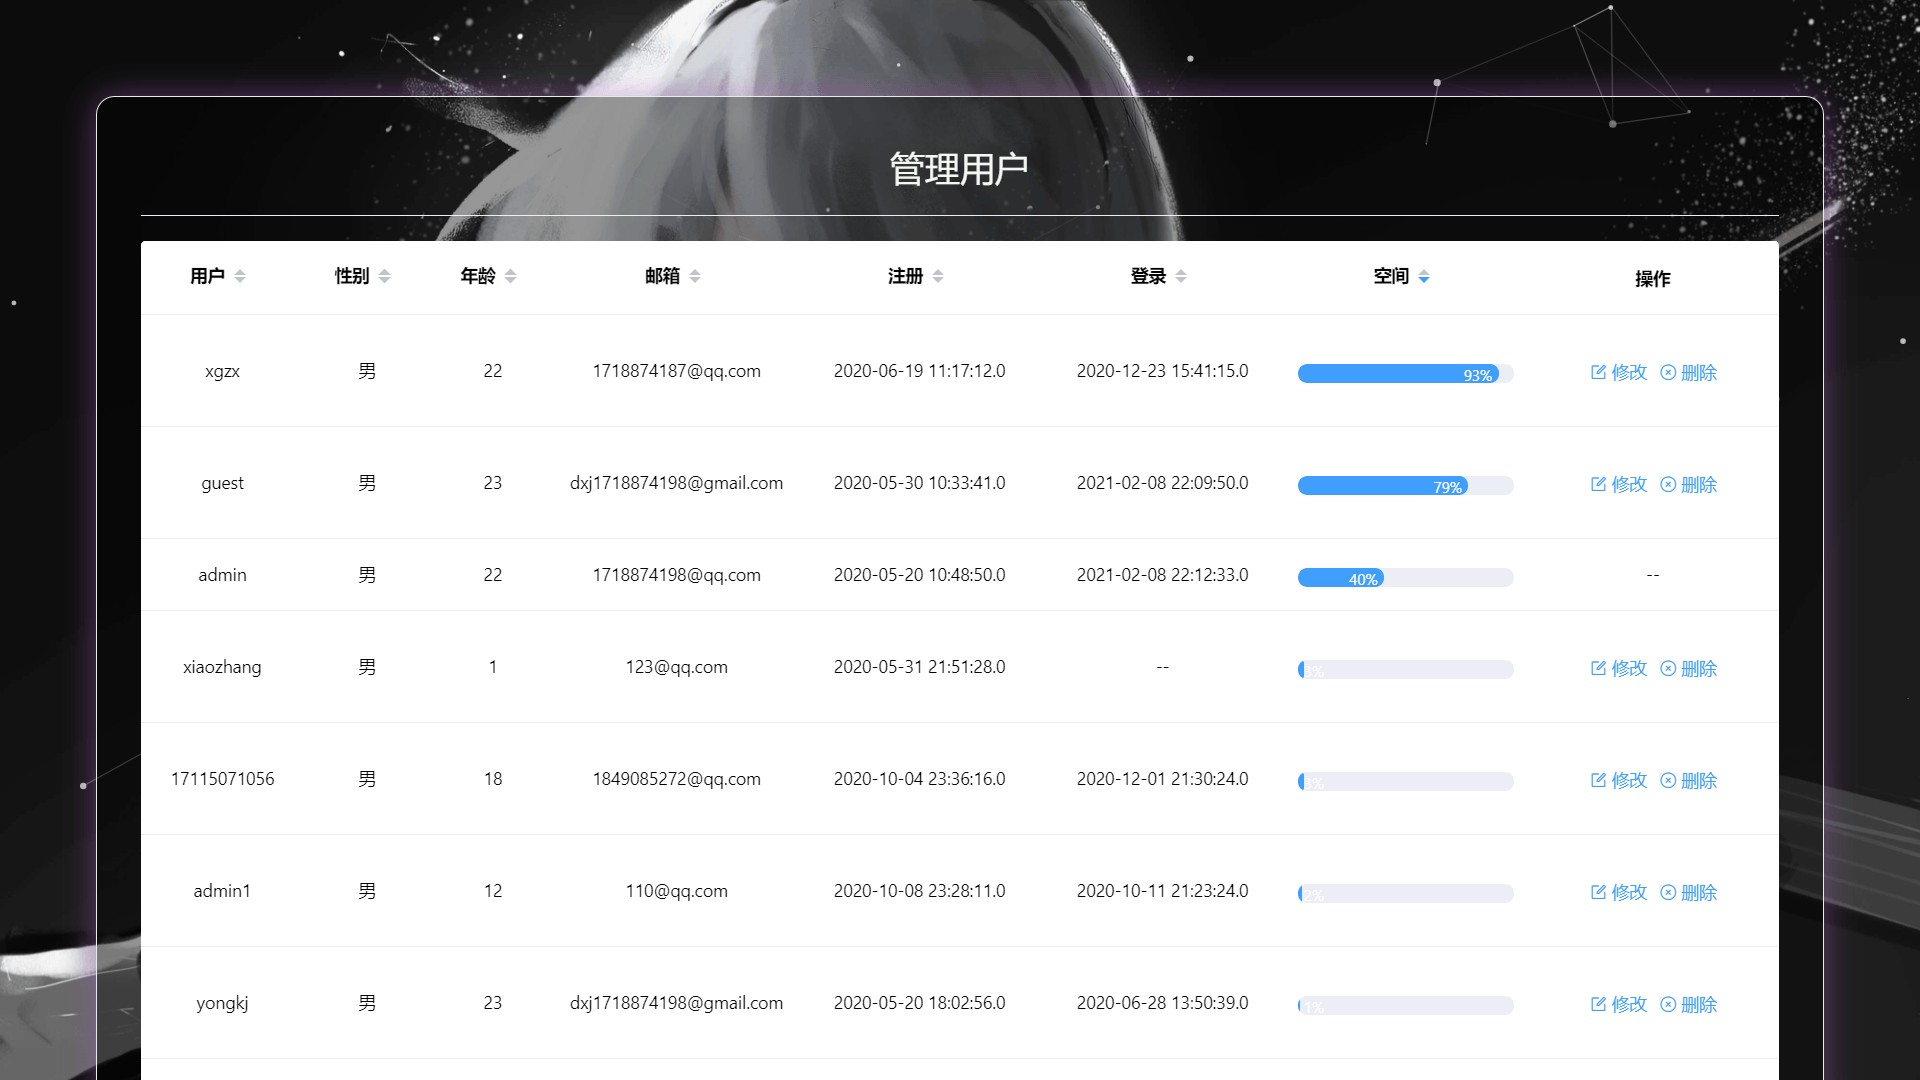 管理用户
用户 性别 年龄 邮箱 注册 登录 空间 操作
xgzx 男 22 1718874187@qq.com 2020-06-19 11:17:12.0 2020-12-23 15:41:15.0 93% 修改 删除
guest 男 23 dxj1718874198@gmail.com 2020-05-30 10:33:41.0 2021-02-08 22:09:50.0 79% 修改 删除
admin 男 22 1718874198@qq.com 2020-05-20 10:48:50.0 2021-02-08 22:12:33.0 40% --
xiaozhang 男 1 123@qq.com 2020-05-31 21:51:28.0 -- 3% 修改 删除
17115071056 男 18 1849085272@qq.com 2020-10-04 23:36:16.0 2020-12-01 21:30:24.0 3% 修改 删除
admin1 男 12 110@qq.com 2020-10-08 23:28:11.0 2020-10-11 21:23:24.0 2% 修改 删除
yongkj 男 23 dxj1718874198@gmail.com 2020-05-20 18:02:56.0 2020-06-28 13:50:39.0 1% 修改 删除